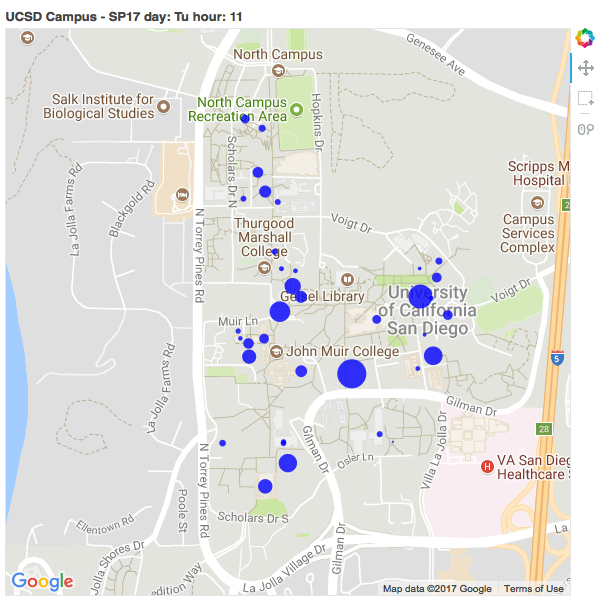 UCSD Campus - SP17 day: Tu hour: 11
Genesee Ave
North Campus
Salk Institute for
Biological Studies
North Campus
Recreation Area
Hopkins Dr
Scholars Dr N
La Jolla Farms Rd
Blackgold Rd
Scripps M
Hospital
2
Campus
Services
Complex
N Torrey Pines Rd
Voigt Dr
Thurgood
Marshall
College
Geisel Library
University
of California
San Diego
Voigt Dr
Muir Ln
John Muir College
La Jolla Farms Rd
5
Gilman Dr
28
Gilman Dr
Villa La Jolla Dr
N Torrey Pines Rd
Osler Ln
VA San Dieg
Healthcare S
Poole St
Ellentown Rd
Scholars Dr S
La
La Jolla Shores Dr
Gilman Dr
La Jolla Village Dr
edition Way
Google
Map data ©2017 Google
Terms of Use